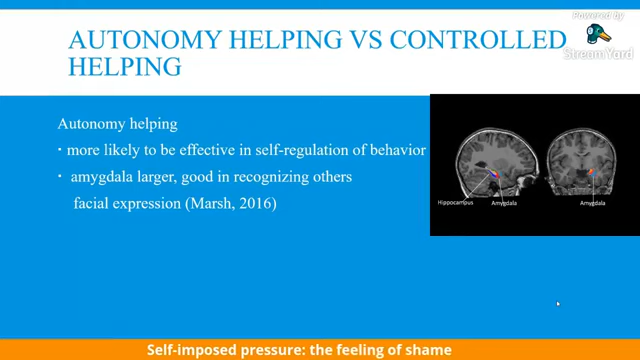 Powered by
StreamYard
AUTONOMY HELPING VS CONTROLLED
HELPING
Autonomy helping
• more likely to be effective in self-regulation of behavior
• amygdala larger, good in recognizing others
facial expression (Marsh, 2016)
Hippocampus
Amygdala
Amygdala
Self-imposed pressure: the feeling of shame